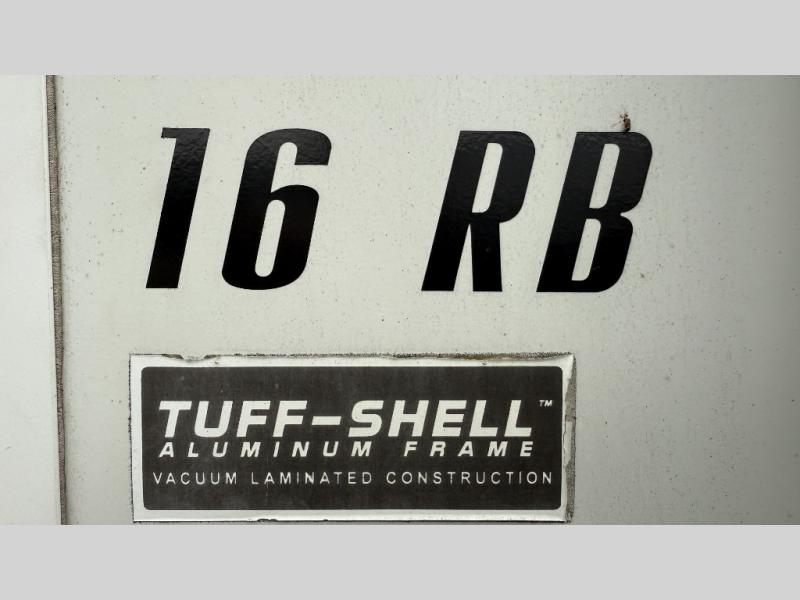 16 RB
TUFF-SHELL™
ALUMINUM FRAME
VACUUM LAMINATED CONSTRUCTION